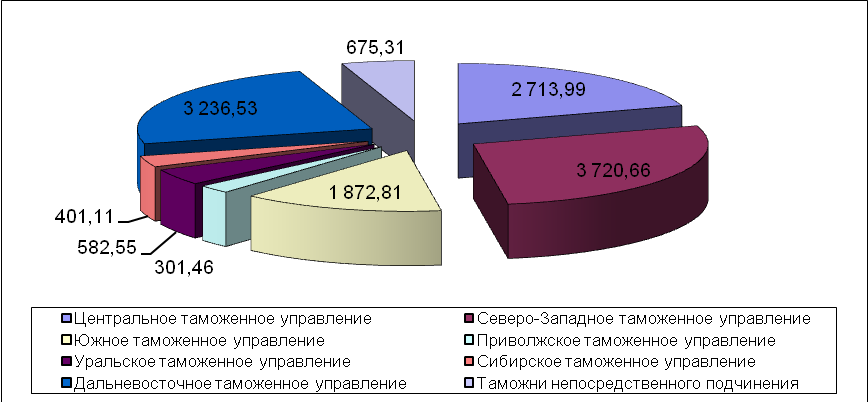 675,31
2 713,99
3 236,53
3 720,66
1 872,81
401,11
582,55
301,46
Центральное таможенное управление
Северо-Западное таможенное управление
Южное таможенное управление
Приволжское таможенное управление
Уральское таможенное управление
Сибирское таможенное управление
Дальневосточное таможенное управление
Таможни непосредственного подчинения